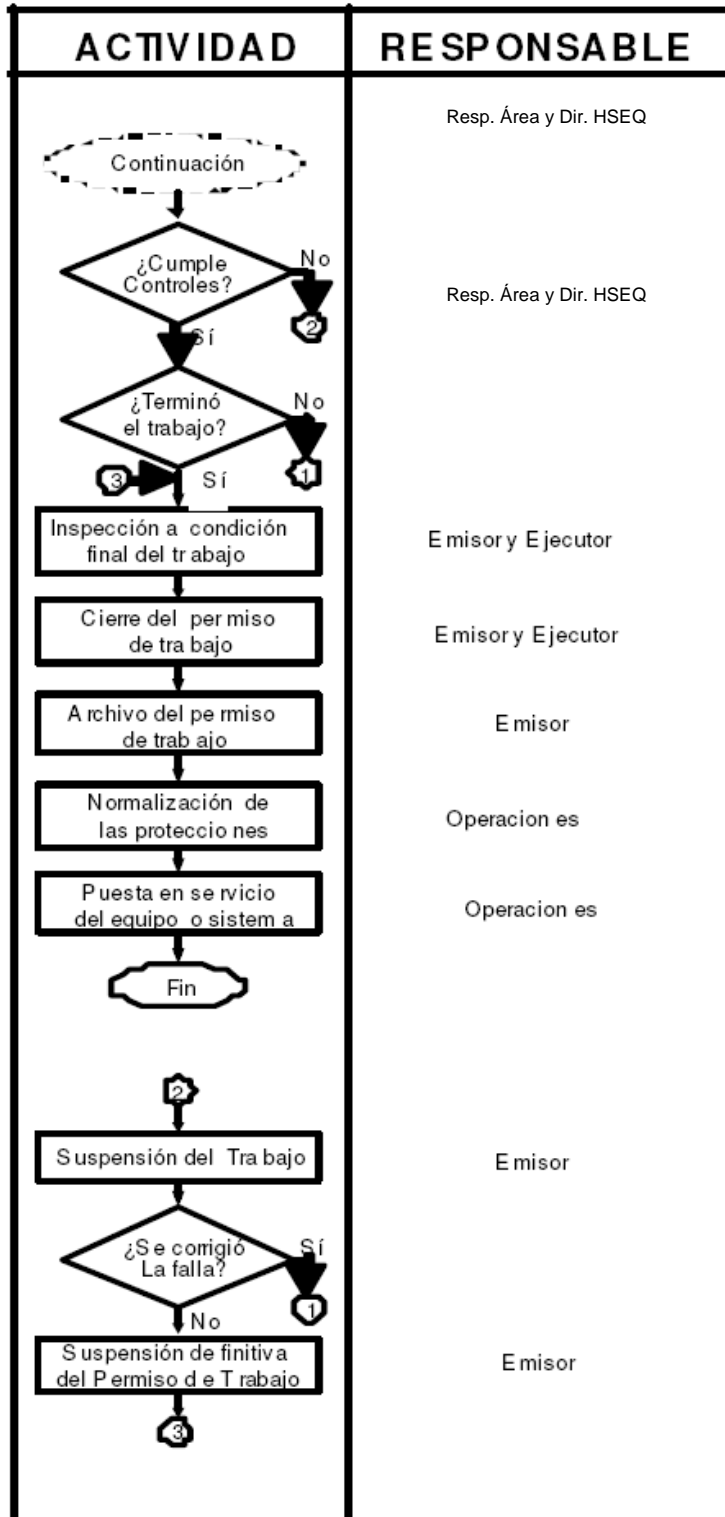 ACTIVIDAD RESPONSABLE
Resp. Área y Dir. HSEQ
Continuación
¿Cumple
Controles?
No
2
Resp. Área y Dir. HSEQ
Sí
¿Terminó
el trabajo?
No
1
3
Sí
Inspección a condición
final del trabajo
Emisor y Ejecutor
Cierre del permiso
de trabajo
Emisor y Ejecutor
Archivo del permiso
de trabajo
Emisor
Normalización de
las protecciones
Operaciones
Puesta en servicio
del equipo o sistema
Operaciones
Fin
2
Suspensión del Trabajo
Emisor
¿Se corrigió
La falla?
Sí
1
No
Suspensión definitiva
del Permiso de Trabajo
Emisor
3